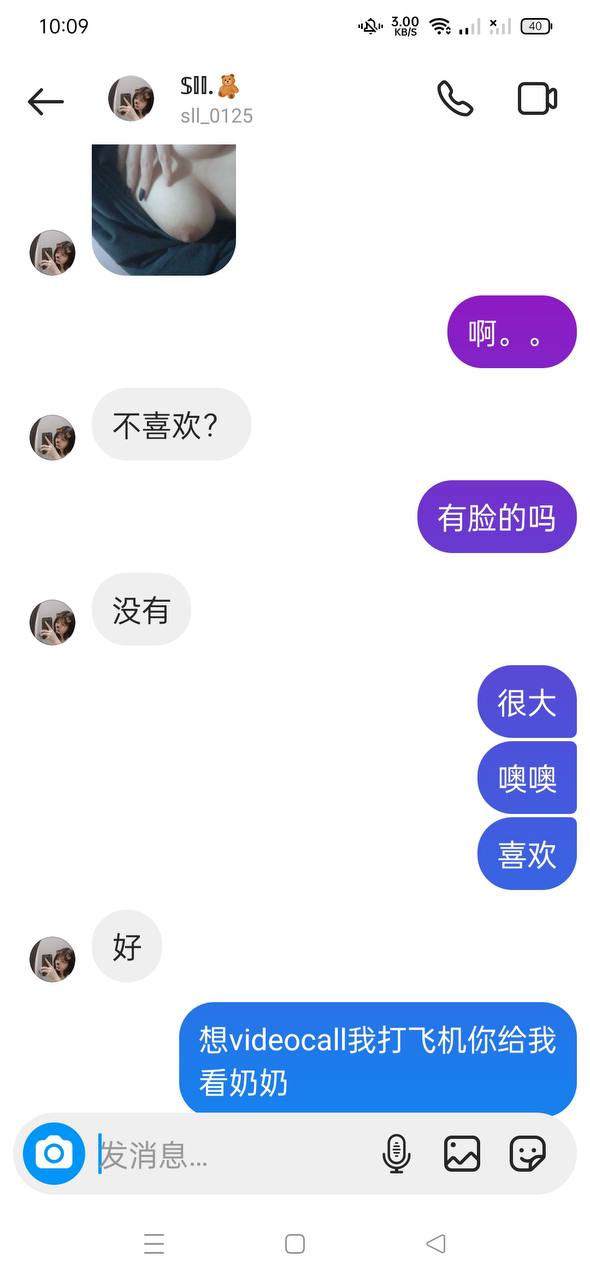 10:09
3.00
KB/S
40
Sll.
sll_0125
啊。。
不喜欢？
有脸的吗
没有
很大
噢噢
喜欢
好
想videocall我打飞机你给我
看奶奶
发消息...